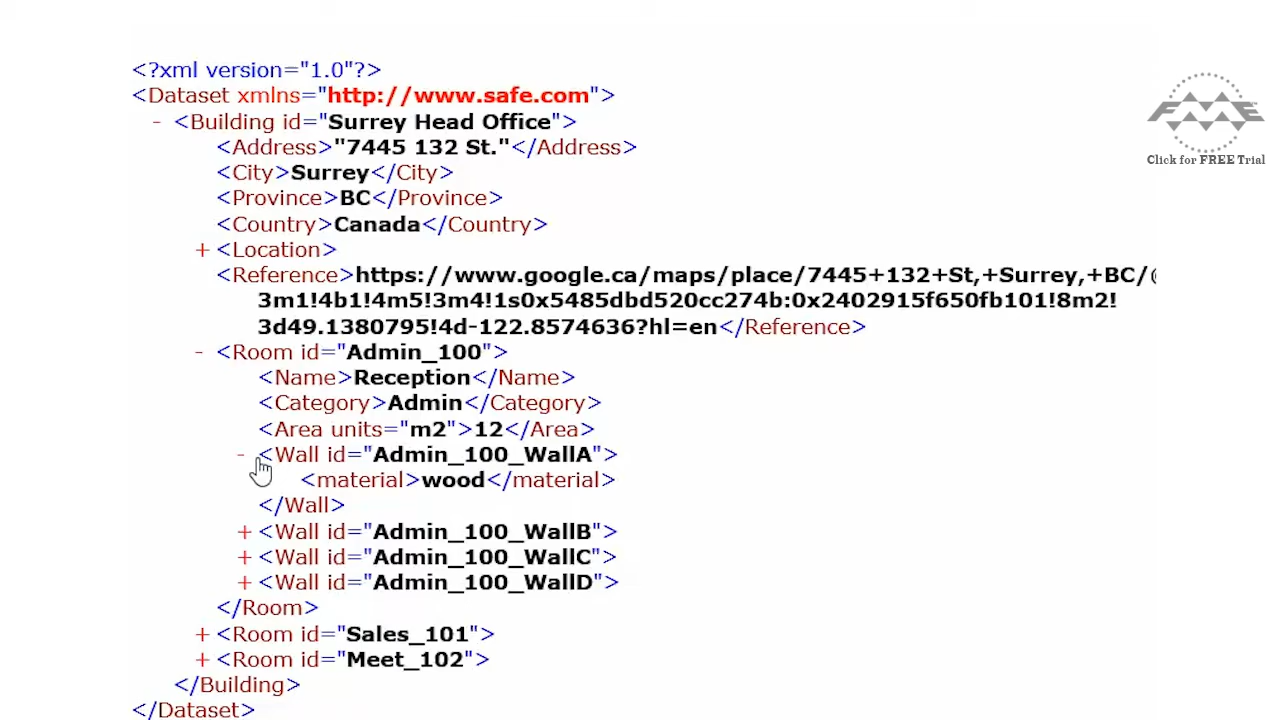 <?xml version="1.0"?>
<Dataset xmlns="http://www.safe.com">
- <Building id="Surrey Head Office">
<Address>"7445 132 St."</Address>
<City>Surrey</City>
<Province>BC</Province>
<Country>Canada</Country>
+ <Location>
<Reference>https://www.google.ca/maps/place/7445+132+St,+Surrey,+BC/@
3m1!4b1!4m5!3m4!1s0x5485dbd520cc274b:0x2402915f650fb101!8m2!
3d49.1380795!4d-122.8574636?hl=en</Reference>
- <Room id="Admin_100">
<Name>Reception</Name>
<Category>Admin</Category>
<Area units="m2">12</Area>
- <Wall id="Admin_100_WallA">
<material>wood</material>
</Wall>
+ <Wall id="Admin_100_WallB">
+ <Wall id="Admin_100_WallC">
+ <Wall id="Admin_100_WallD">
</Room>
+ <Room id="Sales_101">
+ <Room id="Meet_102">
</Building>
</Dataset>
FME
Click for FREE Trial